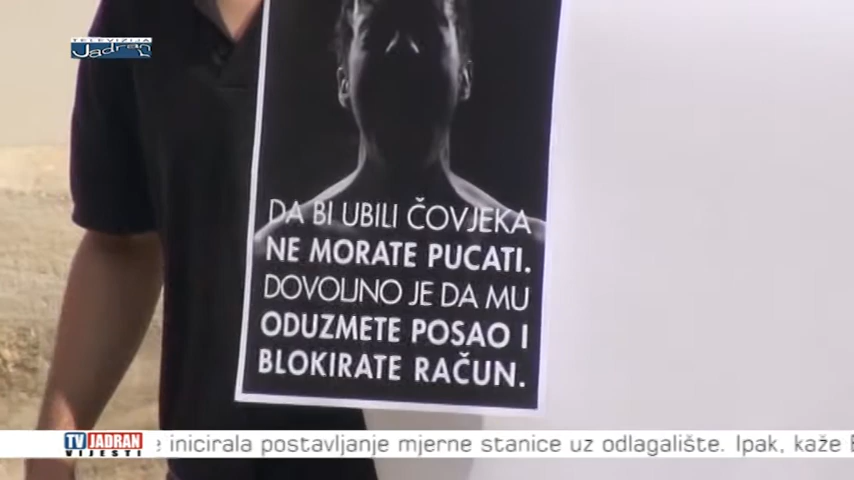 TELEVIZIJA
Jadran
DA BI UBILI ČOVJEKA
NE MORATE PUCATI.
DOVOLJNO JE DA MU
ODUZMETE POSAO I
BLOKIRATE RAČUN.
TV JADRAN
VIJESTI
inicirala postavljanje mjerne stanice uz odlagalište. Ipak, kaže